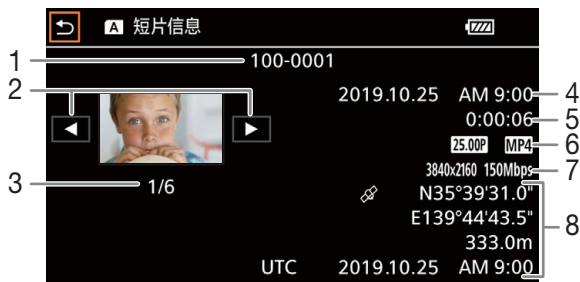 A 短片信息
1 100-0001
2
2019.10.25 AM 9:00 4
0:00:06 5
25.00P MP4 6
3840x2160 150Mbps 7
3 1/6
N35°39'31.0"
E139°44'43.5"
8
333.0m
UTC 2019.10.25 AM 9:00